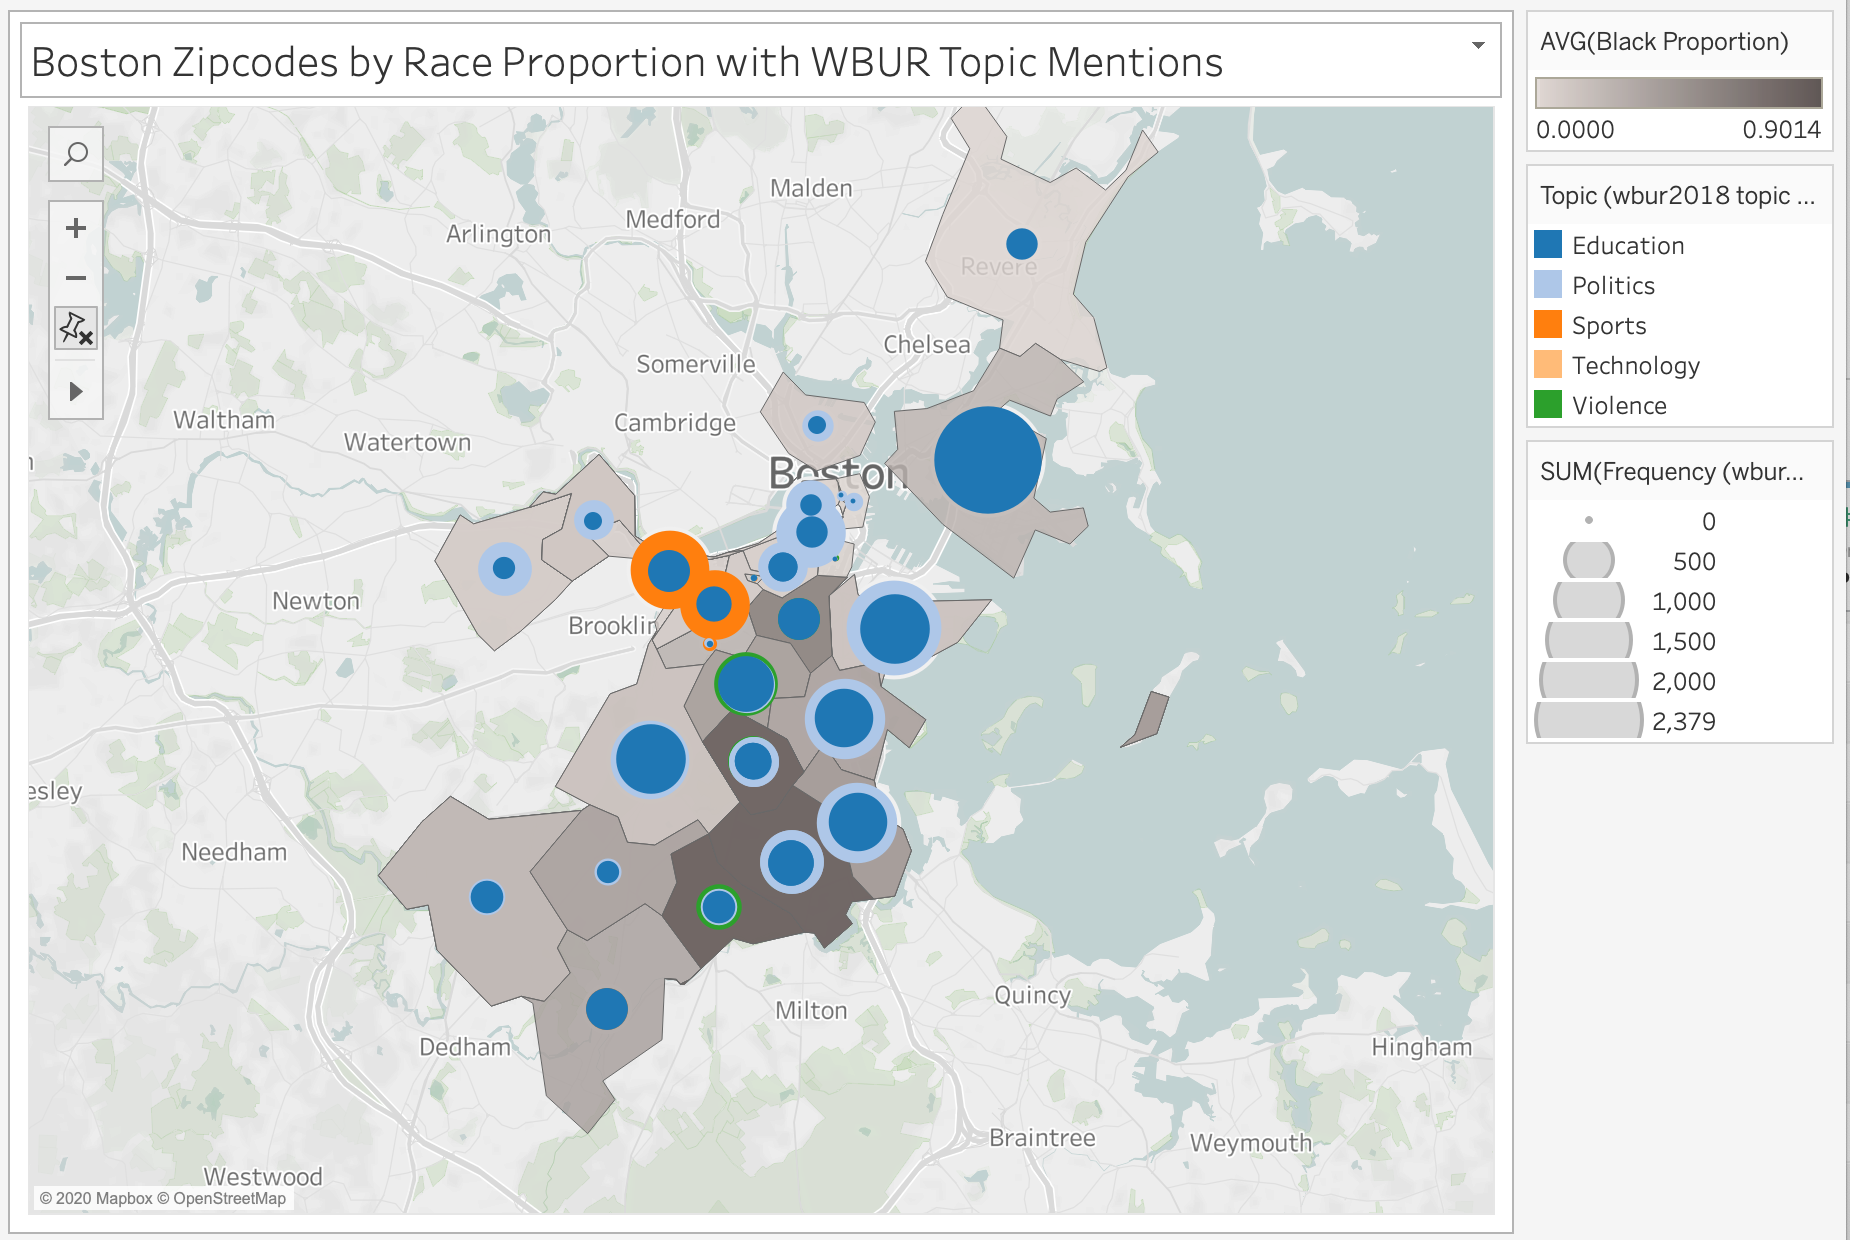 Boston Zipcodes by Race Proportion with WBUR Topic Mentions
AVG(Black Proportion)
0.0000 0.9014
Topic (wbur2018 topic ...
Education
Politics
Sports
Technology
Violence
SUM(Frequency (wbur...
0
500
1,000
1,500
2,000
2,379
Malden
Medford
Arlington
Revere
Chelsea
Somerville
Waltham
Cambridge
Watertown
Boston
Newton
Brooklin
esley
Needham
Quincy
Milton
Dedham
Hingham
Braintree
Weymouth
Westwood
© 2020 Mapbox © OpenStreetMap